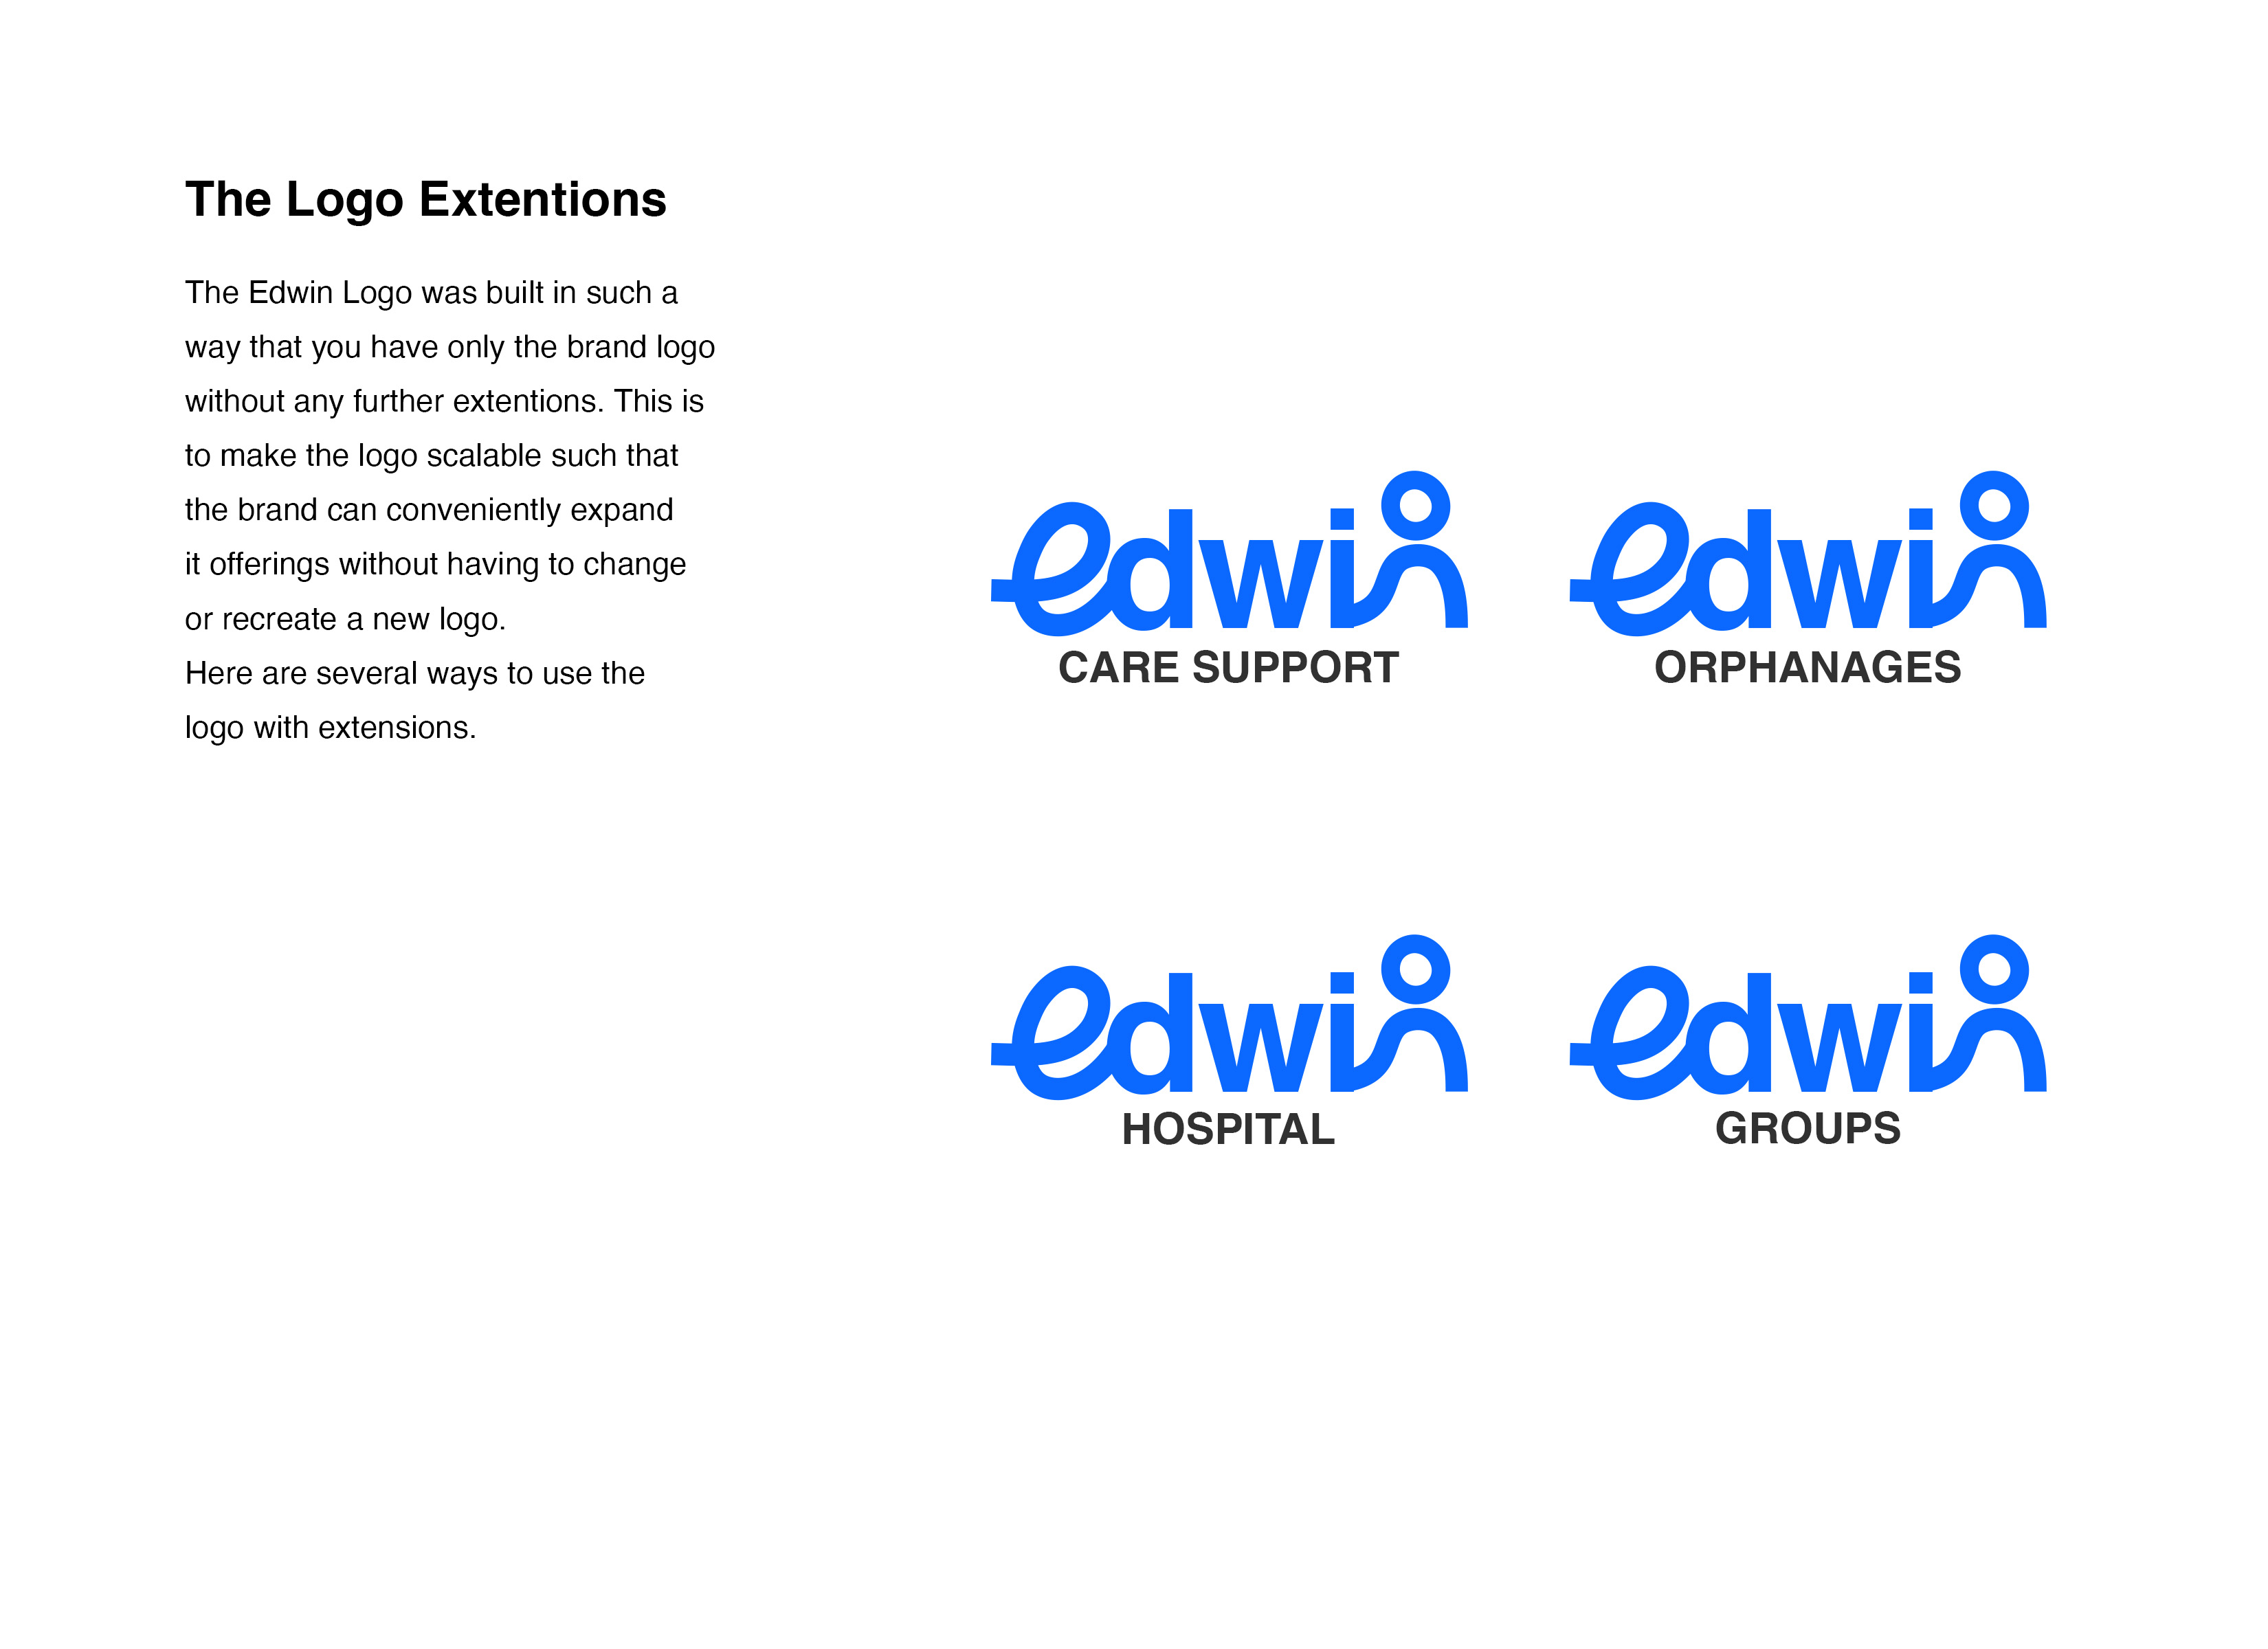 The Logo Extentions
The Edwin Logo was built in such a
way that you have only the brand logo
without any further extentions. This is
to make the logo scalable such that
the brand can conveniently expand
it offerings without having to change
or recreate a new logo.
Here are several ways to use the
logo with extensions.
edwin
CARE SUPPORT
edwin
ORPHANAGES
edwin
HOSPITAL
edwin
GROUPS